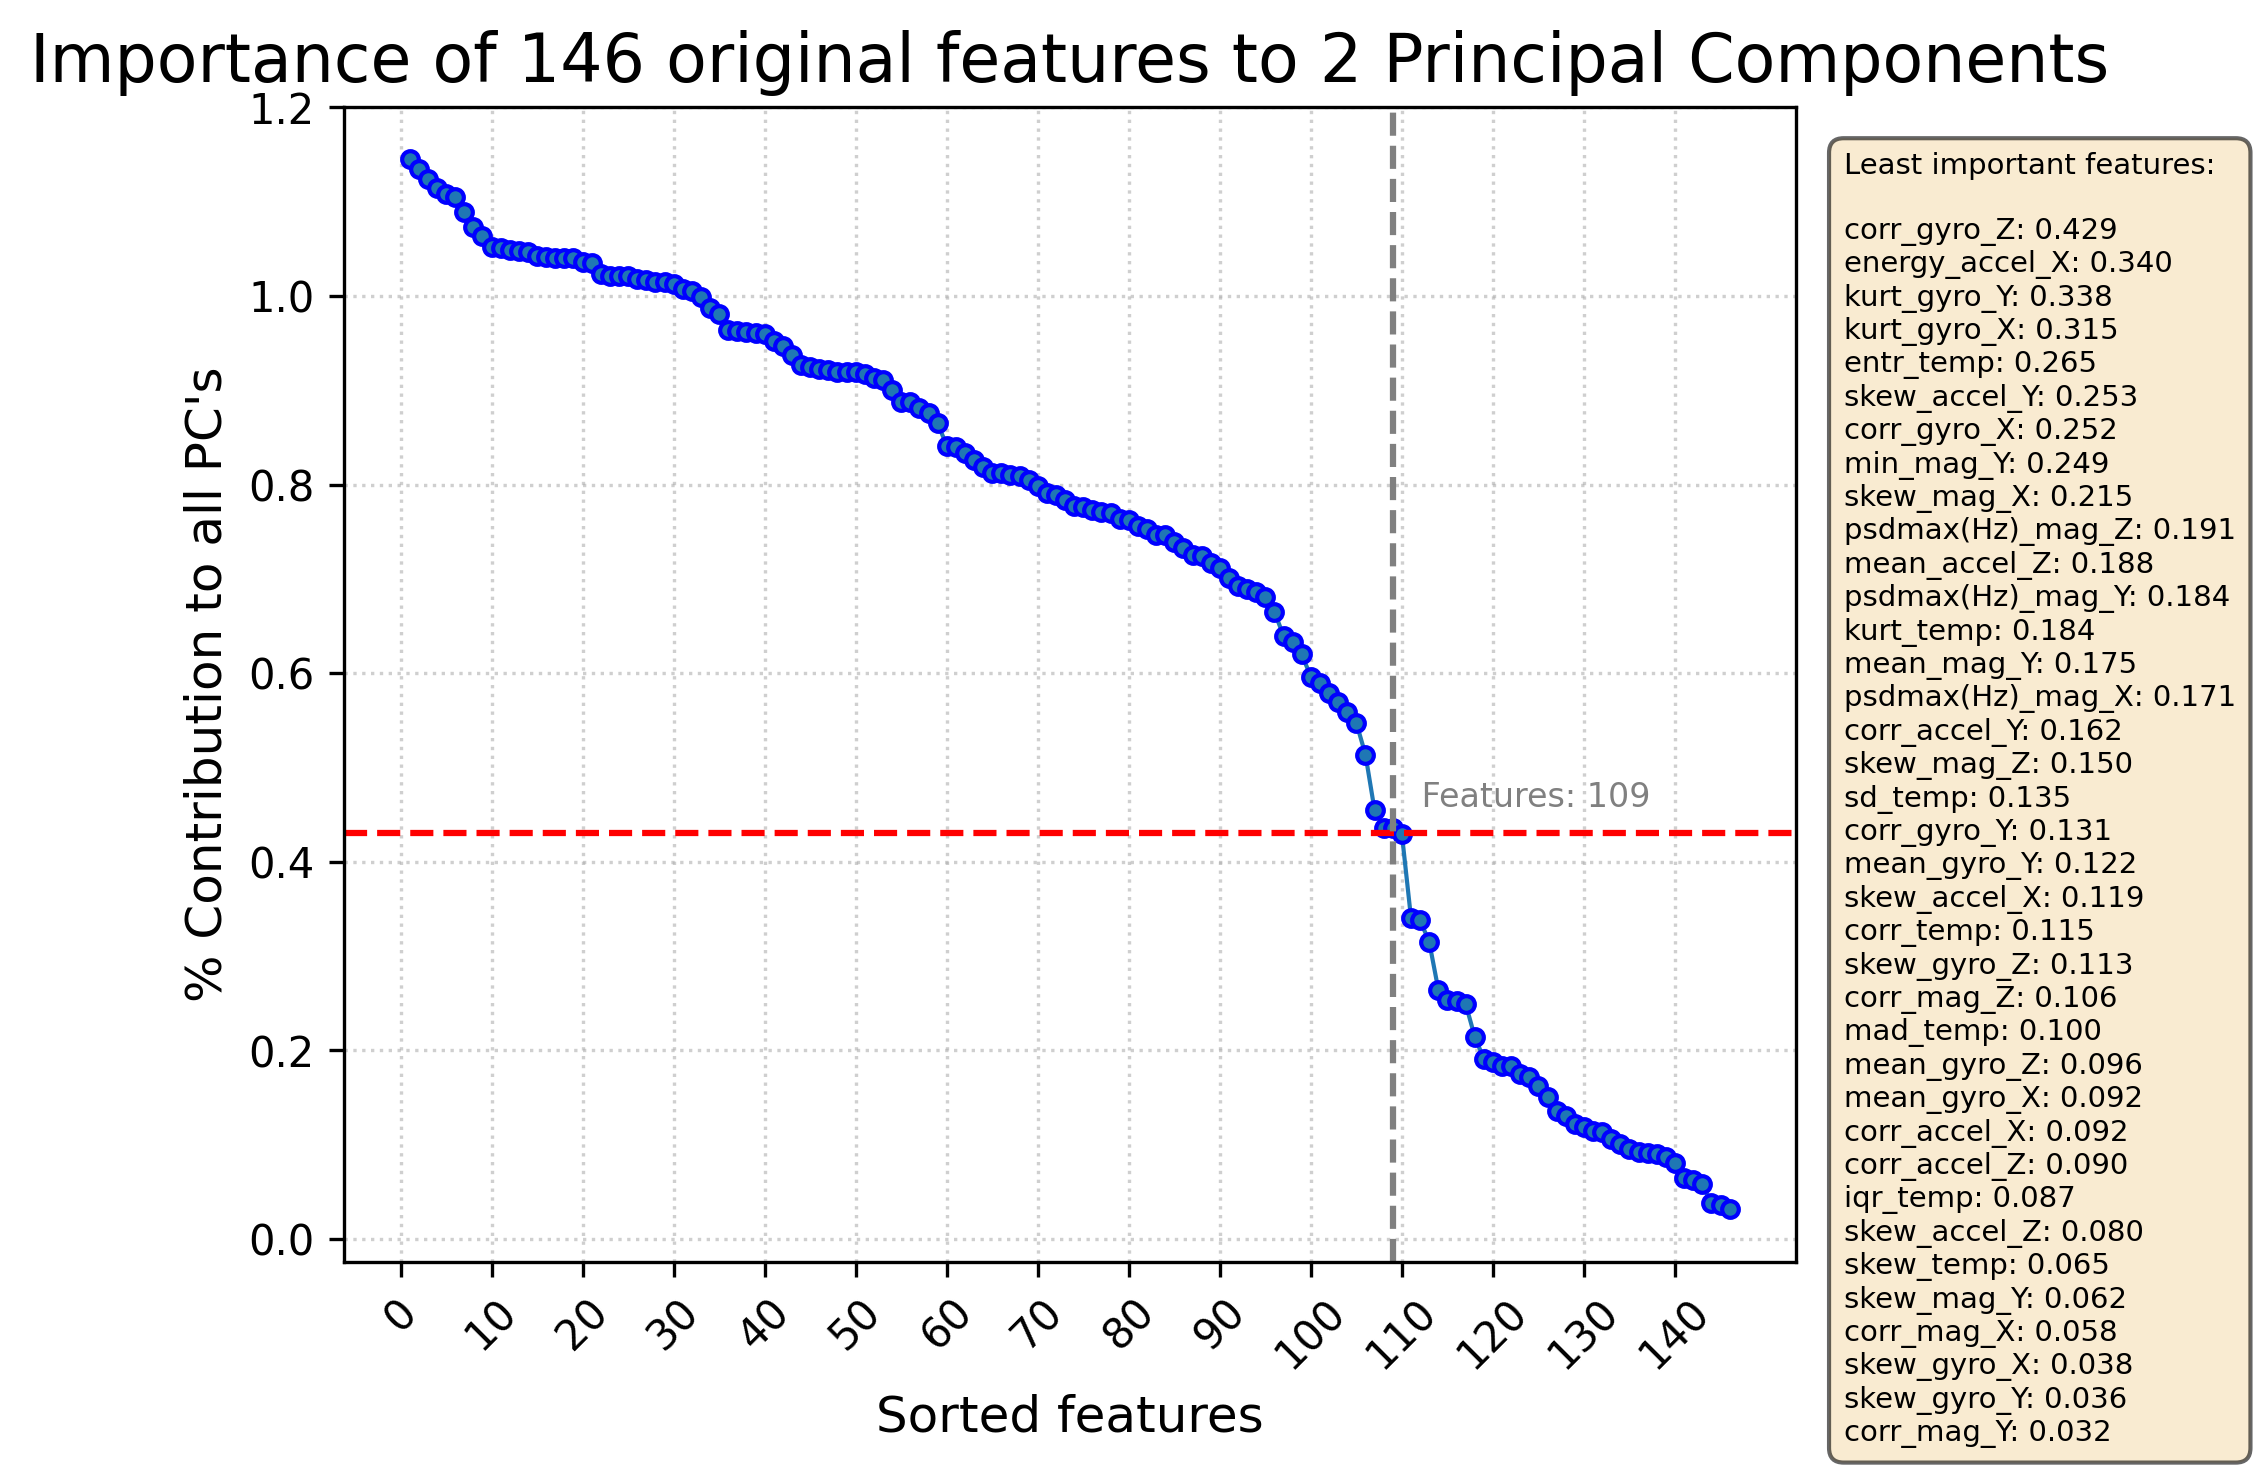 Importance of 146 original features to 2 Principal Components
% Contribution to all PC's
1.2
1.0
0.8
0.6
0.4
0.2
0.0
Features: 109
0
10
20
30
40
50
60
70
80
90
100
110
120
130
140
Sorted features
Least important features:
corr_gyro_Z: 0.429
energy_accel_X: 0.340
kurt_gyro_Y: 0.338
kurt_gyro_X: 0.315
entr_temp: 0.265
skew_accel_Y: 0.253
corr_gyro_X: 0.252
min_mag_Y: 0.249
skew_mag_X: 0.215
psdmax(Hz)_mag_Z: 0.191
mean_accel_Z: 0.188
psdmax(Hz)_mag_Y: 0.184
kurt_temp: 0.184
mean_mag_Y: 0.175
psdmax(Hz)_mag_X: 0.171
corr_accel_Y: 0.162
skew_mag_Z: 0.150
sd_temp: 0.135
corr_gyro_Y: 0.131
mean_gyro_Y: 0.122
skew_accel_X: 0.119
corr_temp: 0.115
skew_gyro_Z: 0.113
corr_mag_Z: 0.106
mad_temp: 0.100
mean_gyro_Z: 0.096
mean_gyro_X: 0.092
corr_accel_X: 0.092
corr_accel_Z: 0.090
iqr_temp: 0.087
skew_accel_Z: 0.080
skew_temp: 0.065
skew_mag_Y: 0.062
corr_mag_X: 0.058
skew_gyro_X: 0.038
skew_gyro_Y: 0.036
corr_mag_Y: 0.032